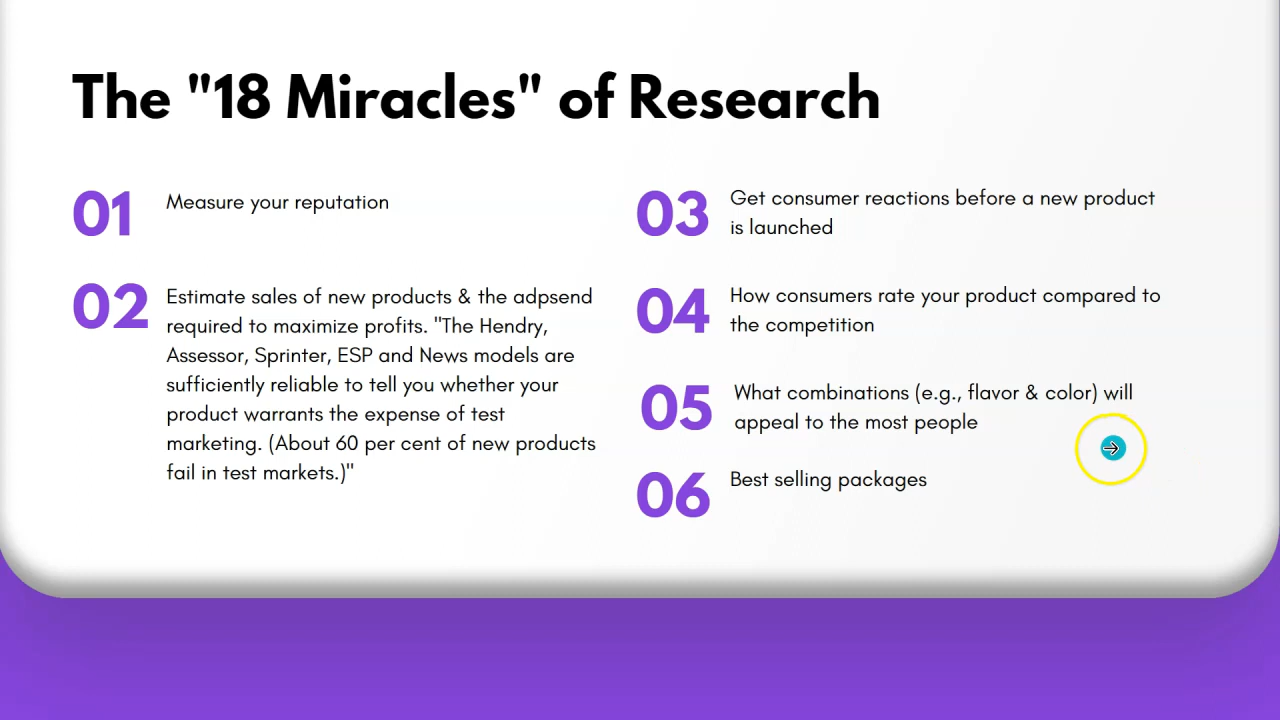 The "18 Miracles" of Research
01
Measure your reputation
02
Estimate sales of new products & the adpsend
required to maximize profits. "The Hendry,
Assessor, Sprinter, ESP and News models are
sufficiently reliable to tell you whether your
product warrants the expense of test
marketing. (About 60 per cent of new products
fail in test markets.)"
03
Get consumer reactions before a new product
is launched
04
How consumers rate your product compared to
the competition
05
What combinations (e.g., flavor & color) will
appeal to the most people
06
Best selling packages